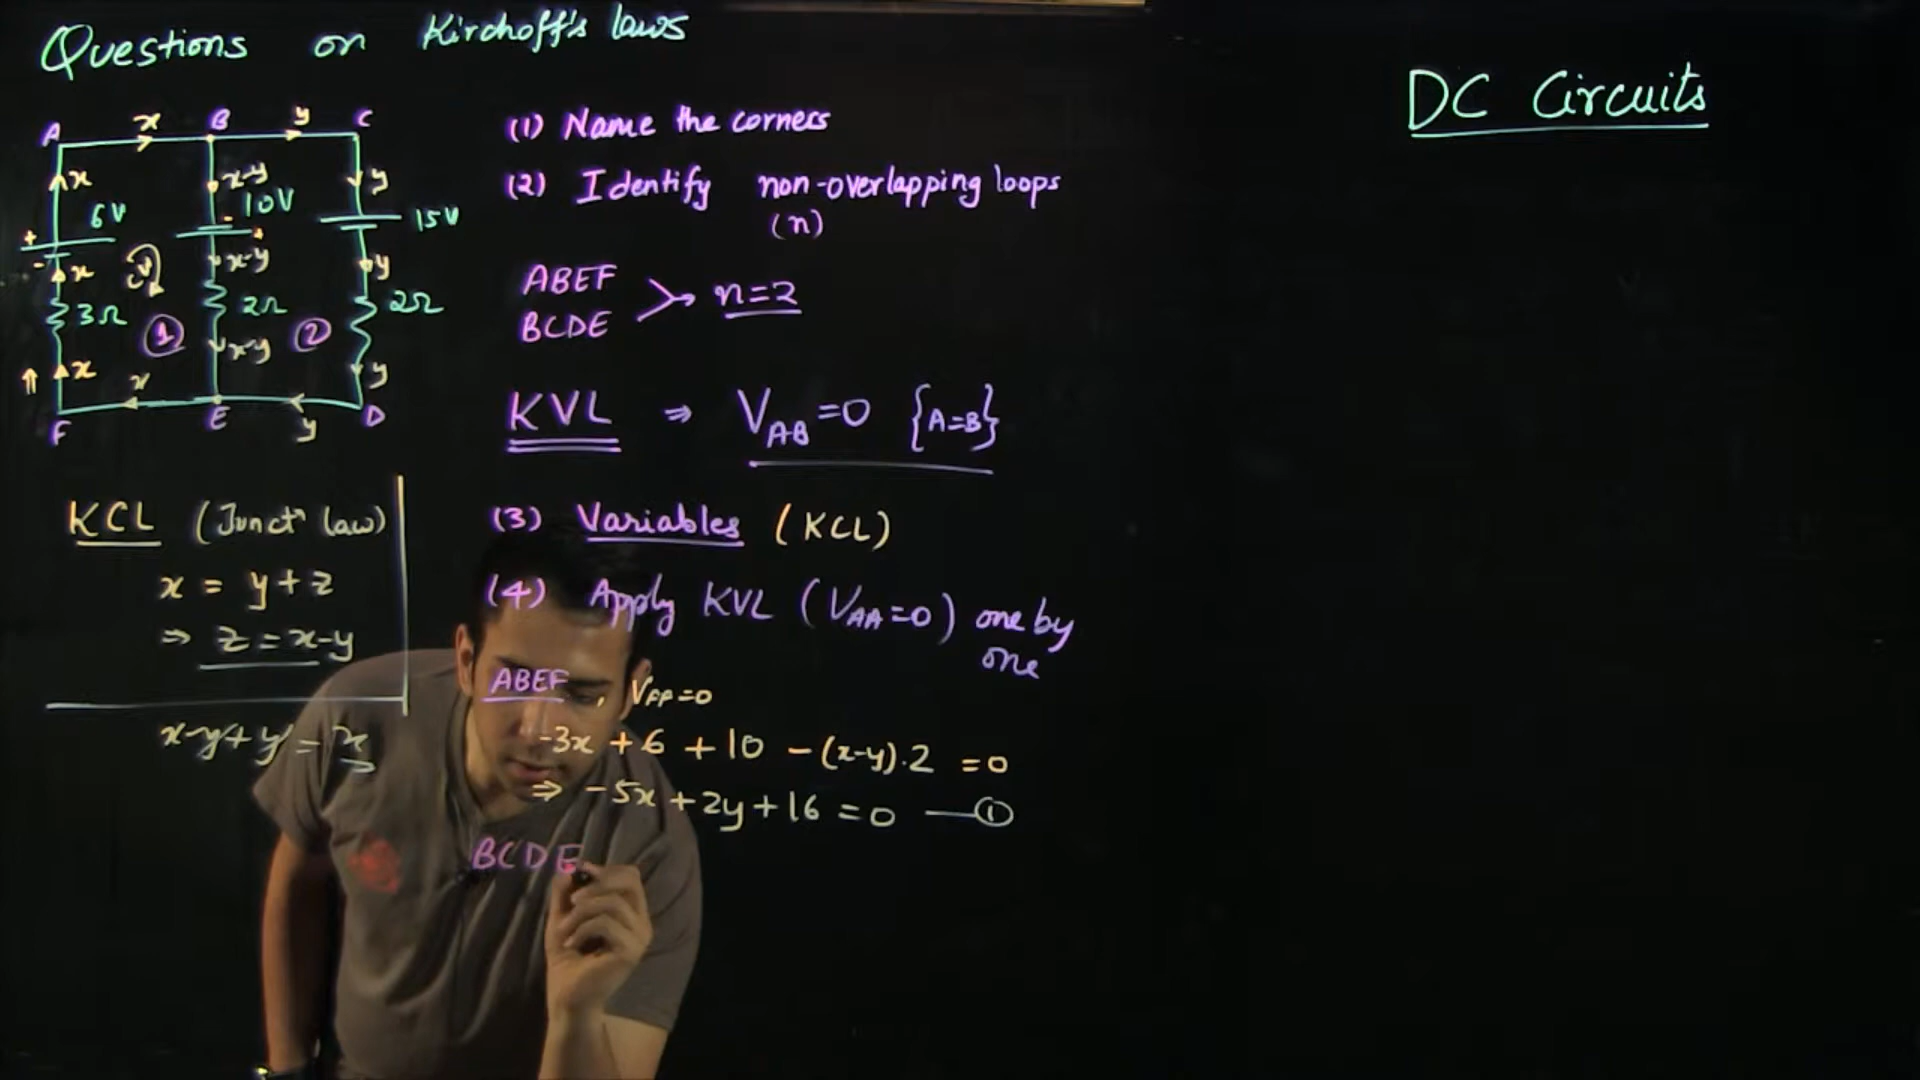 Questions on Kirchoff's laws
DC Circuits
A x B y C
x x-y y
6V - 10V 15V
+ +
- x x-y y
3Ω 2Ω 2Ω
1 2
x x-y y
x
F E y D
(1) Name the corners
(2) Identify non-overlapping loops
(n)
ABEF
BCDE
n=2
KVL ⇒ V_AB=0 {A=B}
KCL (Junctn law)
x = y+z
⇒ z=x-y
x-y+y=x
(3) Variables (KCL)
(4) Apply KVL (V_AA=0) one by
one
ABEF, V_FF=0
-3x +6 +10 -(x-y).2 =0
⇒ -5x+2y+16=0 —①
BCDE